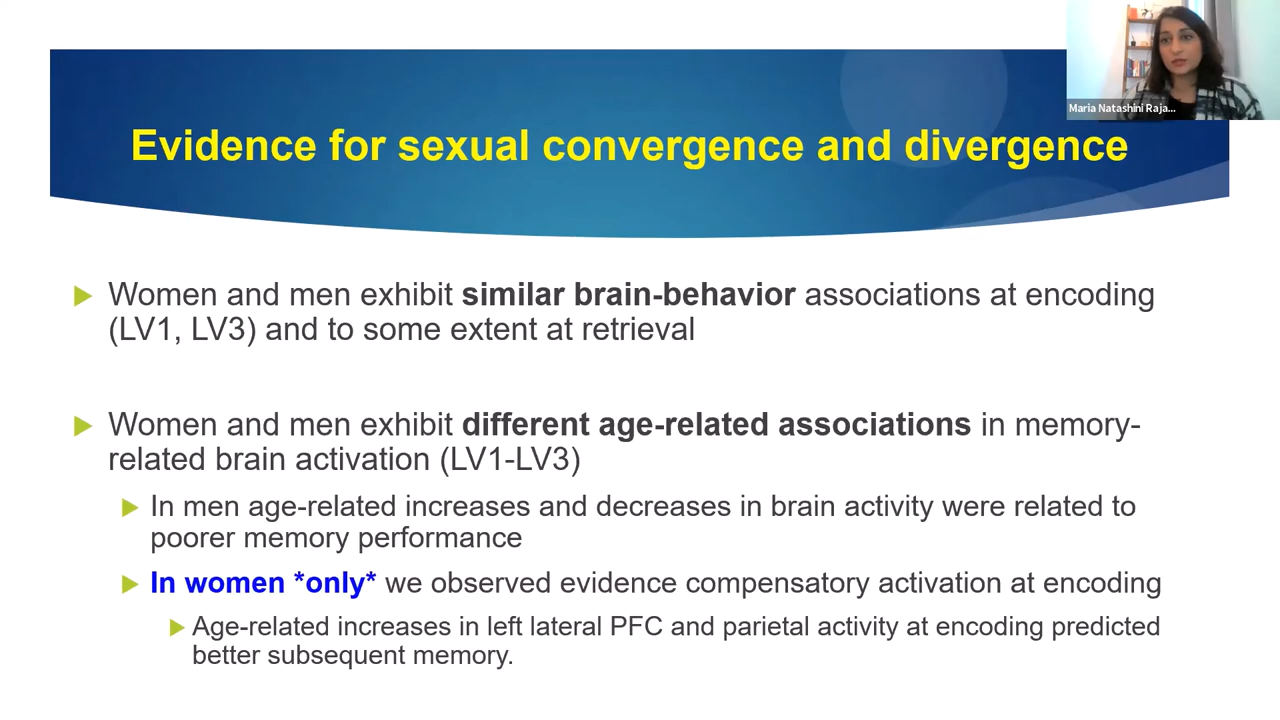 Maria Natashini Raja...
Evidence for sexual convergence and divergence
Women and men exhibit similar brain-behavior associations at encoding
(LV1, LV3) and to some extent at retrieval
Women and men exhibit different age-related associations in memory-
related brain activation (LV1-LV3)
In men age-related increases and decreases in brain activity were related to
poorer memory performance
In women *only* we observed evidence compensatory activation at encoding
Age-related increases in left lateral PFC and parietal activity at encoding predicted
better subsequent memory.